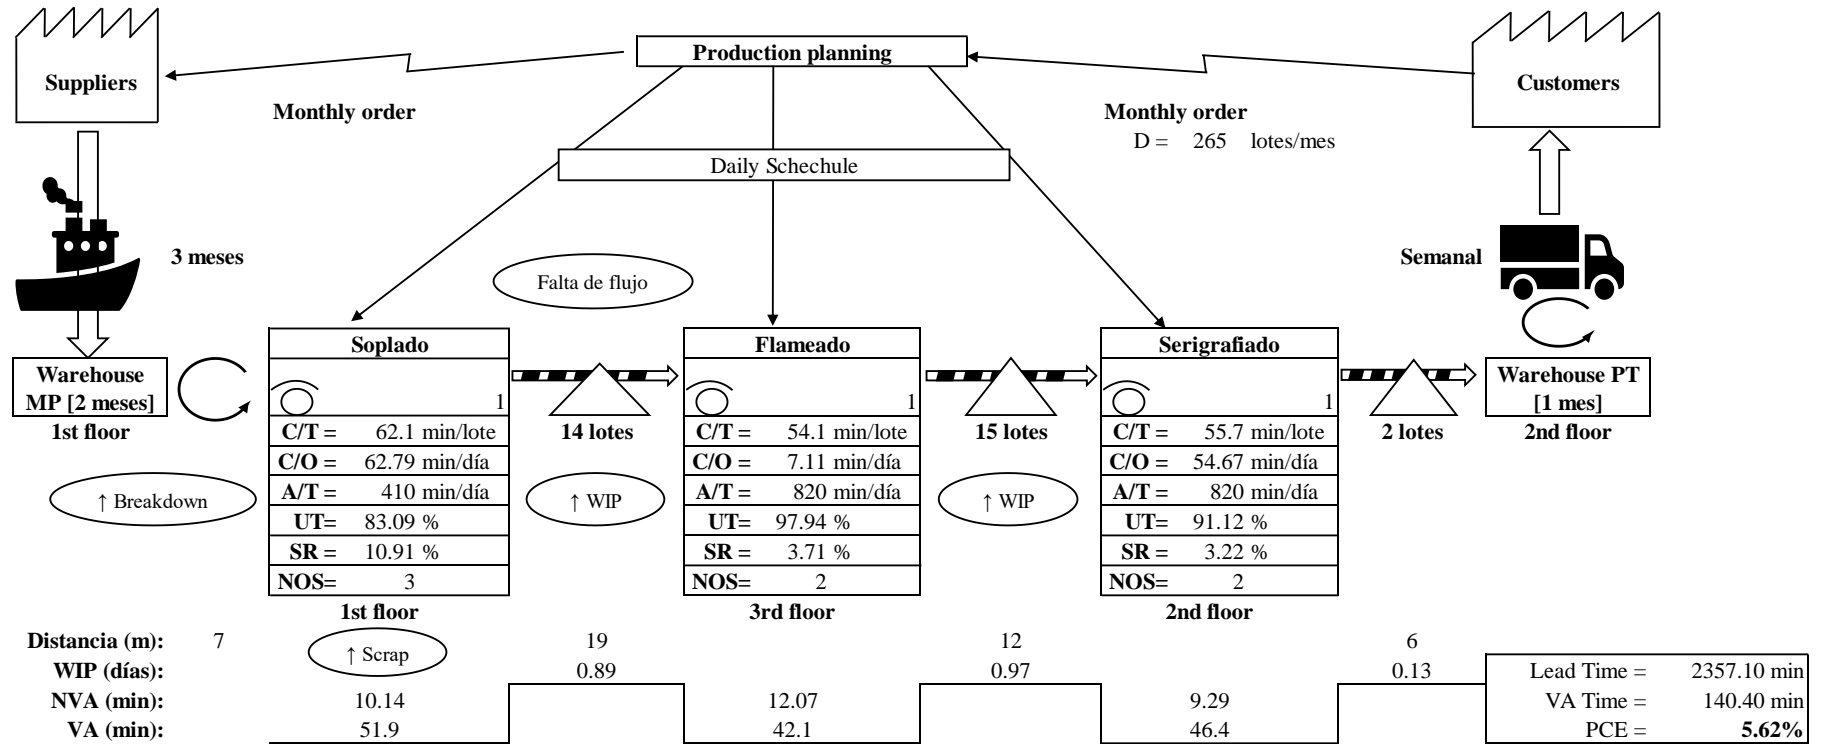 Production planning
Suppliers
Customers
Monthly order
Monthly order
D = 265 lotes/mes
Daily Schechule
3 meses
Semanal
Falta de flujo
Soplado
Flameado
Serigrafiado
Warehouse
MP [2 meses]
1st floor
Warehouse PT
[1 mes]
2nd floor
1
1
1
14 lotes
15 lotes
2 lotes
C/T = 62.1 min/lote
C/O = 62.79 min/día
A/T = 410 min/día
UT= 83.09 %
SR = 10.91 %
NOS= 3
1st floor
C/T = 54.1 min/lote
C/O = 7.11 min/día
A/T = 820 min/día
UT= 97.94 %
SR = 3.71 %
NOS= 2
3rd floor
C/T = 55.7 min/lote
C/O = 54.67 min/día
A/T = 820 min/día
UT= 91.12 %
SR = 3.22 %
NOS= 2
2nd floor
↑ Breakdown
↑ WIP
↑ WIP
↑ Scrap
Distancia (m): 7 19 12 6
WIP (días): 0.89 0.97 0.13
NVA (min): 10.14 12.07 9.29
VA (min): 51.9 42.1 46.4
Lead Time = 2357.10 min
VA Time = 140.40 min
PCE = 5.62%